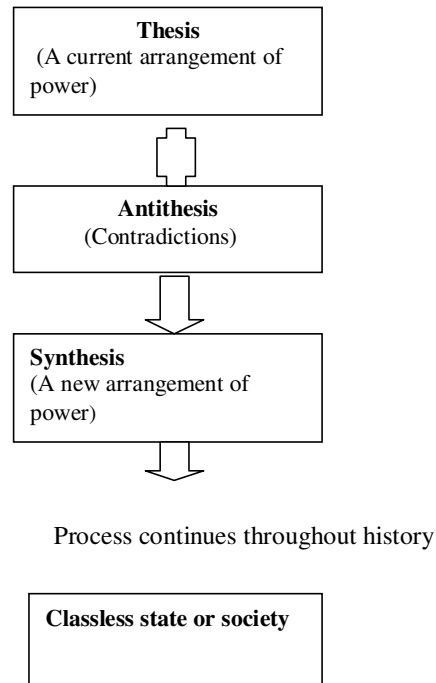 Thesis
(A current arrangement of
power)
Antithesis
(Contradictions)
Synthesis
(A new arrangement of
power)
Process continues throughout history
Classless state or society